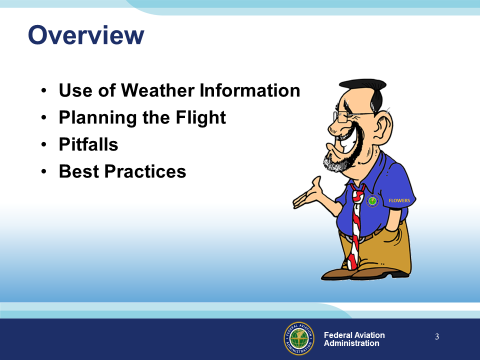 Overview
• Use of Weather Information
• Planning the Flight
• Pitfalls
• Best Practices
FLOWERS
Federal Aviation
Administration
3